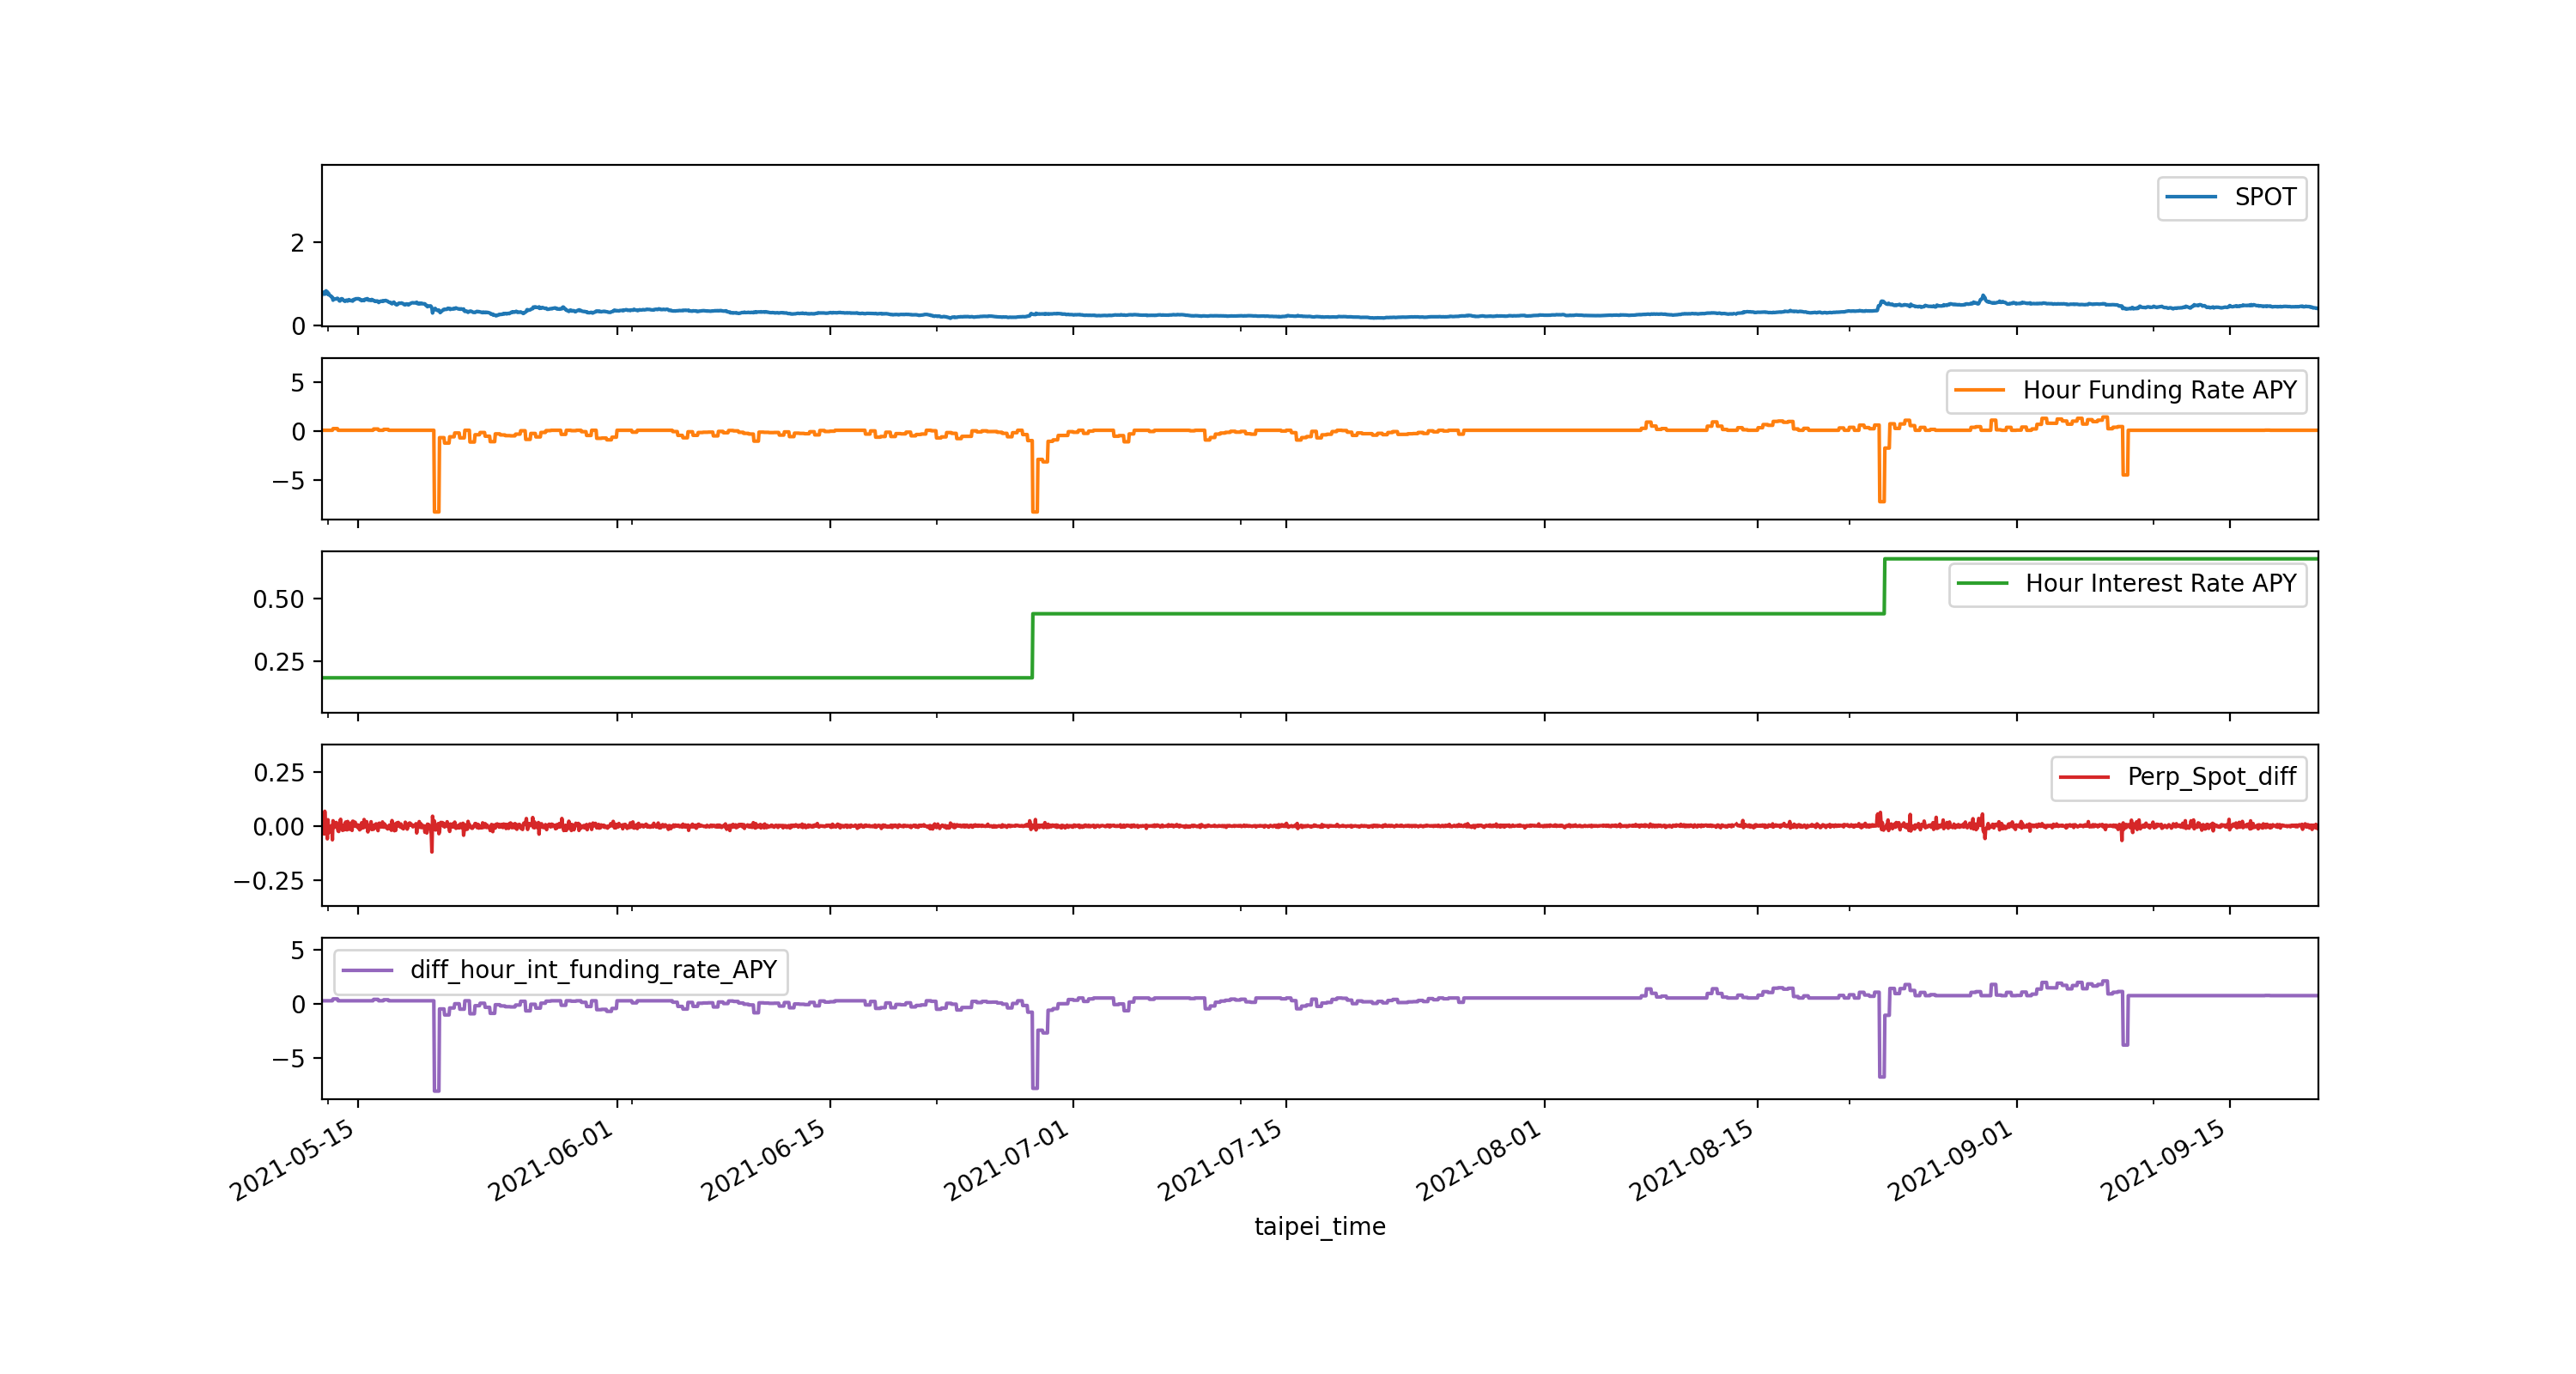 SPOT
2
0
Hour Funding Rate APY
5
0
−5
Hour Interest Rate APY
0.50
0.25
Perp_Spot_diff
0.25
0.00
−0.25
diff_hour_int_funding_rate_APY
5
0
−5
2021-05-15 2021-06-01 2021-06-15 2021-07-01 2021-07-15 2021-08-01 2021-08-15 2021-09-01 2021-09-15
taipei_time